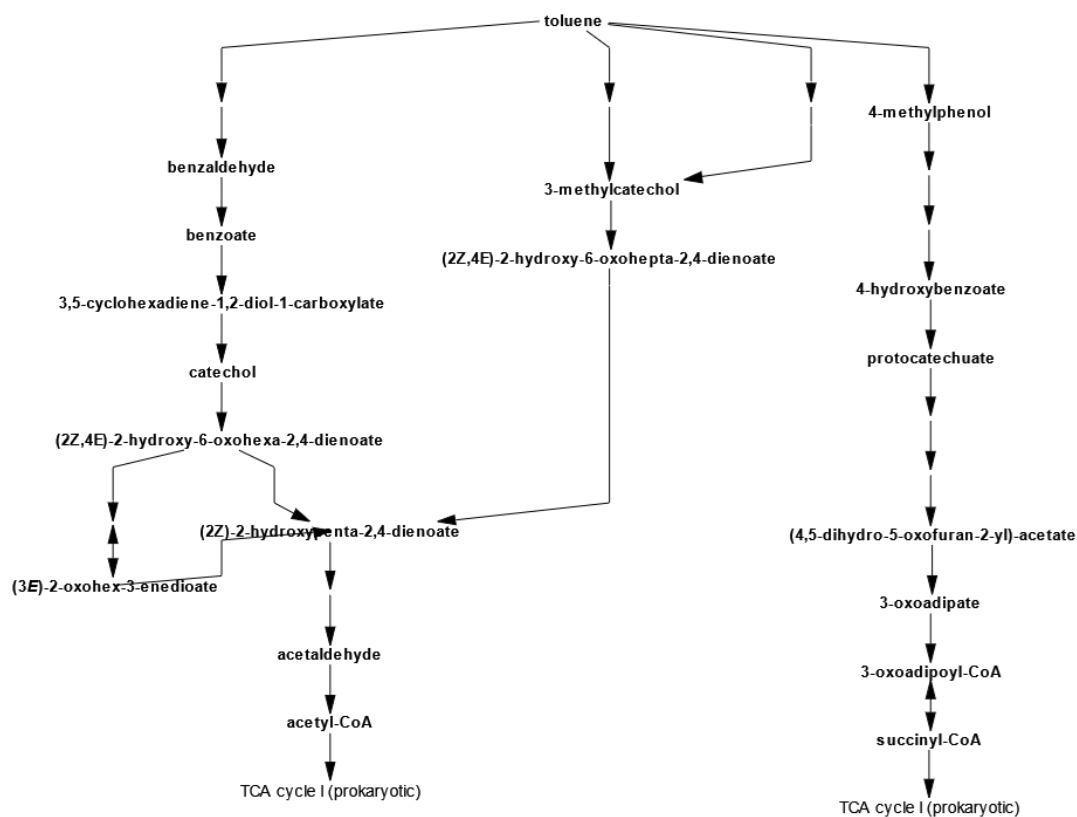 toluene
4-methylphenol
benzaldehyde
3-methylcatechol
benzoate
(2Z,4E)-2-hydroxy-6-oxohepta-2,4-dienoate
3,5-cyclohexadiene-1,2-diol-1-carboxylate
4-hydroxybenzoate
protocatechuate
catechol
(2Z,4E)-2-hydroxy-6-oxohexa-2,4-dienoate
(2Z)-2-hydroxypenta-2,4-dienoate
(4,5-dihydro-5-oxofuran-2-yl)-acetate
(3E)-2-oxohex-3-enedioate
3-oxoadipate
acetaldehyde
3-oxoadipoyl-CoA
acetyl-CoA
succinyl-CoA
TCA cycle I (prokaryotic)
TCA cycle I (prokaryotic)